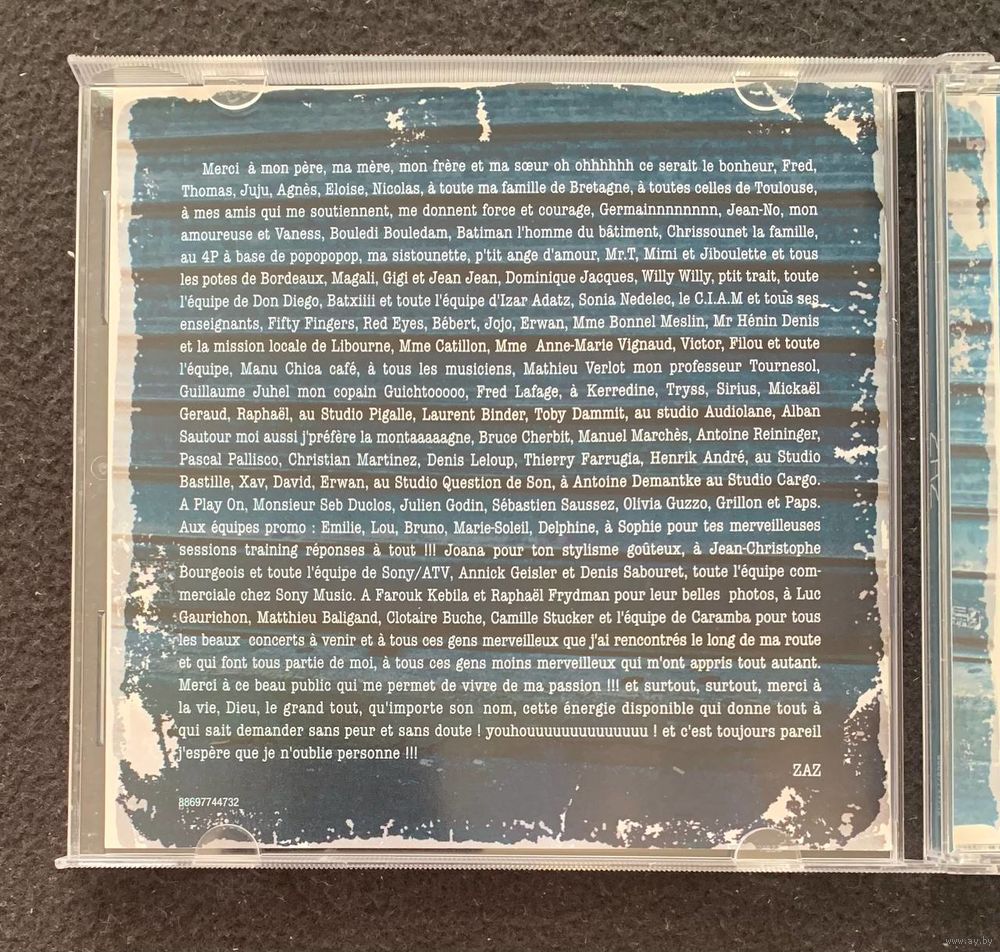 Merci à mon père, ma mère, mon frère et ma sœur oh ohhhhhh ce serait le bonheur, Fred,
Thomas, Juju, Agnès, Eloise, Nicolas, à toute ma famille de Bretagne, à toutes celles de Toulouse,
à mes amis qui me soutiennent, me donnent force et courage, Germainnnnnnnn, Jean-No, mon
amoureuse et Vaness, Bouledi Bouledam, Batiman l'homme du bâtiment, Chrissounet la famille,
au 4P à base de popopopop, ma sistounette, p'tit ange d'amour, Mr.T, Mimi et Jiboulette et tous
les potes de Bordeaux, Magali, Gigi et Jean Jean, Dominique Jacques, Willy Willy, ptit trait, toute
l'équipe de Don Diego, Batxiiii et toute l'équipe d'Izar Adatz, Sonia Nedelec, le C.I.A.M et tous ses
enseignants, Fifty Fingers, Red Eyes, Bébert, Jojo, Erwan, Mme Bonnel Meslin, Mr Hénin Denis
et la mission locale de Libourne, Mme Catillon, Mme Anne-Marie Vignaud, Victor, Filou et toute
l'équipe, Manu Chica café, à tous les musiciens, Mathieu Verlot mon professeur Tournesol,
Guillaume Juhel mon copain Guichtooooo, Fred Lafage, à Kerredine, Tryss, Sirius, Mickaël
Geraud, Raphaël, au Studio Pigalle, Laurent Binder, Toby Dammit, au studio Audiolane, Alban
Sautour moi aussi j'préfère la montaaaaagne, Bruce Cherbit, Manuel Marchès, Antoine Reininger,
Pascal Pallisco, Christian Martinez, Denis Leloup, Thierry Farrugia, Henrik André, au Studio
Bastille, Xav, David, Erwan, au Studio Question de Son, à Antoine Demantke au Studio Cargo.
A Play On, Monsieur Seb Duclos, Julien Godin, Sébastien Saussez, Olivia Guzzo, Grillon et Paps.
Aux équipes promo : Emilie, Lou, Bruno, Marie-Soleil, Delphine, à Sophie pour tes merveilleuses
sessions training réponses à tout !!! Joana pour ton stylisme goûteux, à Jean-Christophe
Bourgeois et toute l'équipe de Sony/ATV, Annick Geisler et Denis Sabouret, toute l'équipe com-
merciale chez Sony Music. A Farouk Kebila et Raphaël Frydman pour leur belles photos, à Luc
Gaurichon, Matthieu Baligand, Clotaire Buche, Camille Stucker et l'équipe de Caramba pour tous
les beaux concerts à venir et à tous ces gens merveilleux que j'ai rencontrés le long de ma route
et qui font tous partie de moi, à tous ces gens moins merveilleux qui m'ont appris tout autant.
Merci à ce beau public qui me permet de vivre de ma passion !!! et surtout, surtout, merci à
la vie, Dieu, le grand tout, qu'importe son nom, cette énergie disponible qui donne tout à
qui sait demander sans peur et sans doute ! youhouuuuuuuuuuuuuu ! et c'est toujours pareil
j'espère que je n'oublie personne !!!
ZAZ
88697744732
www.ay.by